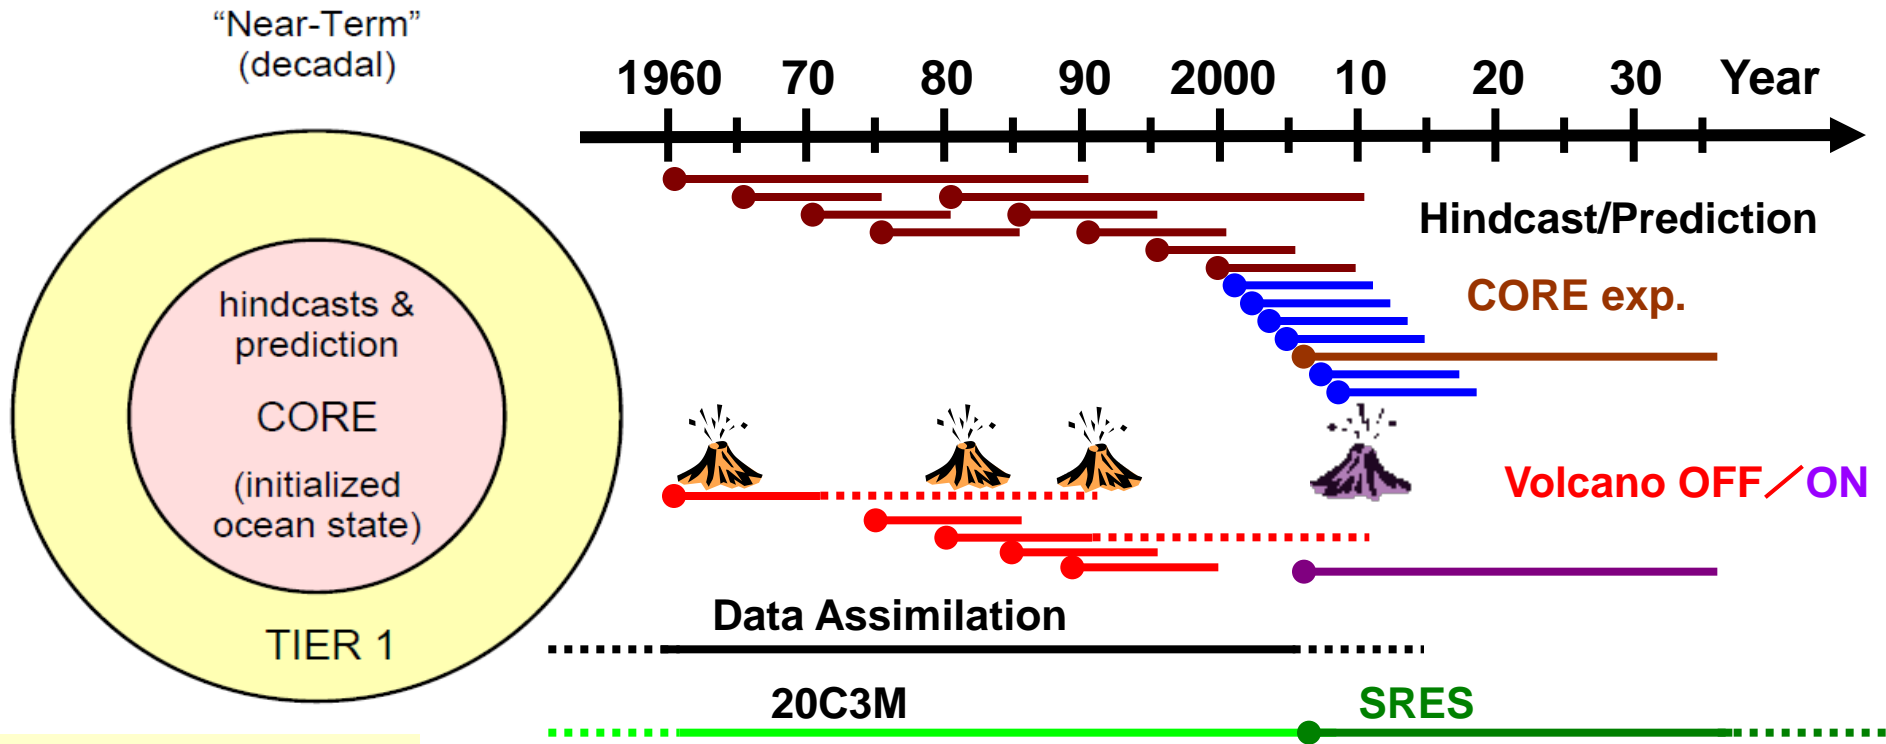 “Near-Term”
(decadal)
hindcasts &
prediction
CORE
(initialized
ocean state)
TIER 1
1960 70 80 90 2000 10 20 30 Year
Hindcast/Prediction
CORE exp.
Volcano OFF／ON
Data Assimilation
20C3M SRES